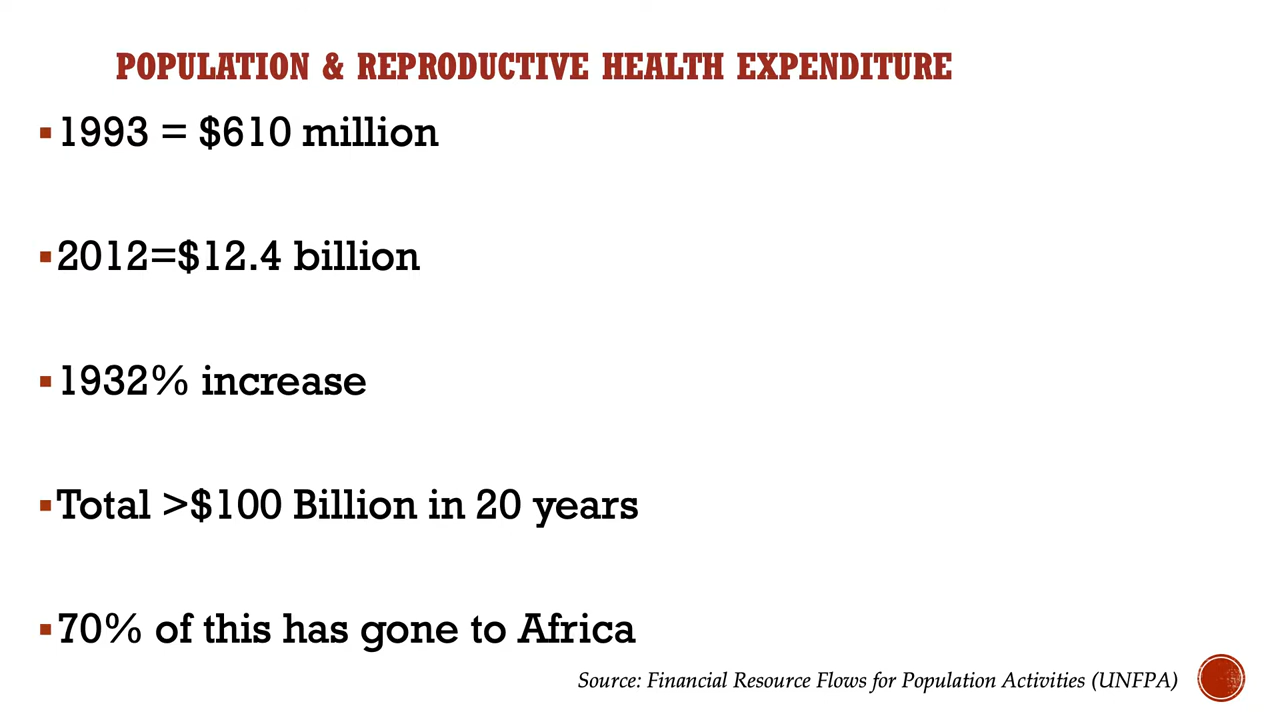 POPULATION & REPRODUCTIVE HEALTH EXPENDITURE
▪1993 = $610 million
▪2012=$12.4 billion
▪1932% increase
▪Total >$100 Billion in 20 years
▪70% of this has gone to Africa
Source: Financial Resource Flows for Population Activities (UNFPA)